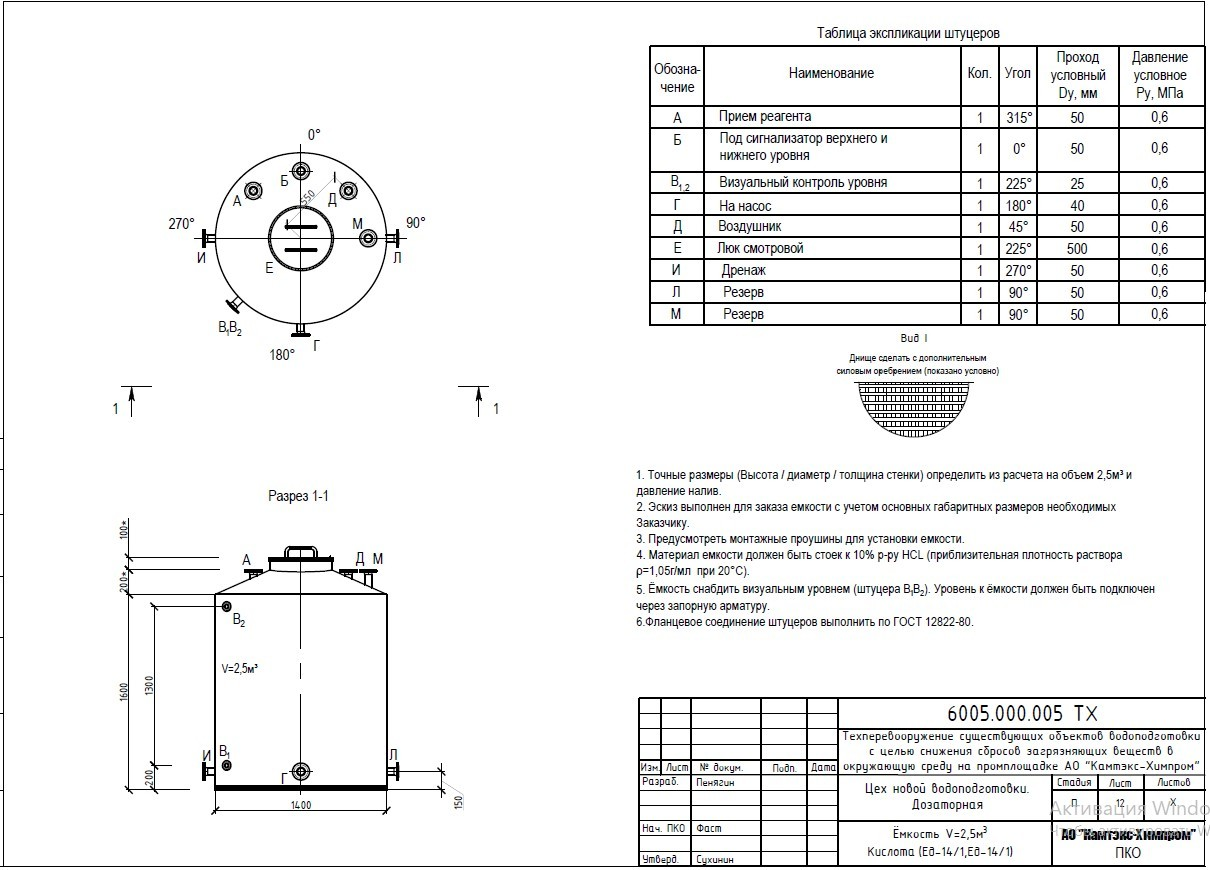 Таблица экспликации штуцеров
Обозна-
чение
Наименование
Кол.
Угол
Проход
условный
Dy, мм
Давление
условное
Py, МПа
А Прием реагента 1 315° 50 0,6
Б Под сигнализатор верхнего и
нижнего уровня 1 0° 50 0,6
В1,2 Визуальный контроль уровня 1 225° 25 0,6
Г На насос 1 180° 40 0,6
Д Воздушник 1 45° 50 0,6
Е Люк смотровой 1 225° 500 0,6
И Дренаж 1 270° 50 0,6
Л Резерв 1 90° 50 0,6
М Резерв 1 90° 50 0,6
0°
Б
I
А
550
Д
270°
М
90°
И
Е
Л
В1В2
Г
180°
1
1
Вид I
Днище сделать с дополнительным
силовым оребрением (показано условно)
Разрез 1-1
100*
200*
1600
1300
200
А
Д М
В2
V=2,5м³
И В1
Г
Л
1400
150
1. Точные размеры (Высота / диаметр / толщина стенки) определить из расчета на объем 2,5м³ и
давление налив.
2. Эскиз выполнен для заказа емкости с учетом основных габаритных размеров необходимых
Заказчику.
3. Предусмотреть монтажные проушины для установки емкости.
4. Материал емкости должен быть стоек к 10% р-ру HCL (приблизительная плотность раствора
ρ=1,05г/мл при 20°С).
5. Ёмкость снабдить визуальным уровнем (штуцера В1В2). Уровень к ёмкости должен быть подключен
через запорную арматуру.
6.Фланцевое соединение штуцеров выполнить по ГОСТ 12822-80.
6005.000.005 ТХ
Техперевооружение существующих объектов водоподготовки
с целью снижения сбросов загрязняющих веществ в
окружающую среду на промплощадке АО "Камтэкс-Химпром"
Изм. Лист № докум. Подп. Дата
Разраб. Пенягин
Нач. ПКО Фаст
Утверд. Сухинин
Цех новой водоподготовки.
Дозаторная
Стадия Лист Листов
П 12 Х
Ёмкость V=2,5м³
Кислота (Ед-14/1,Ед-14/1)
АО "Камтэкс-Химпром"
ПКО
Активация Windo